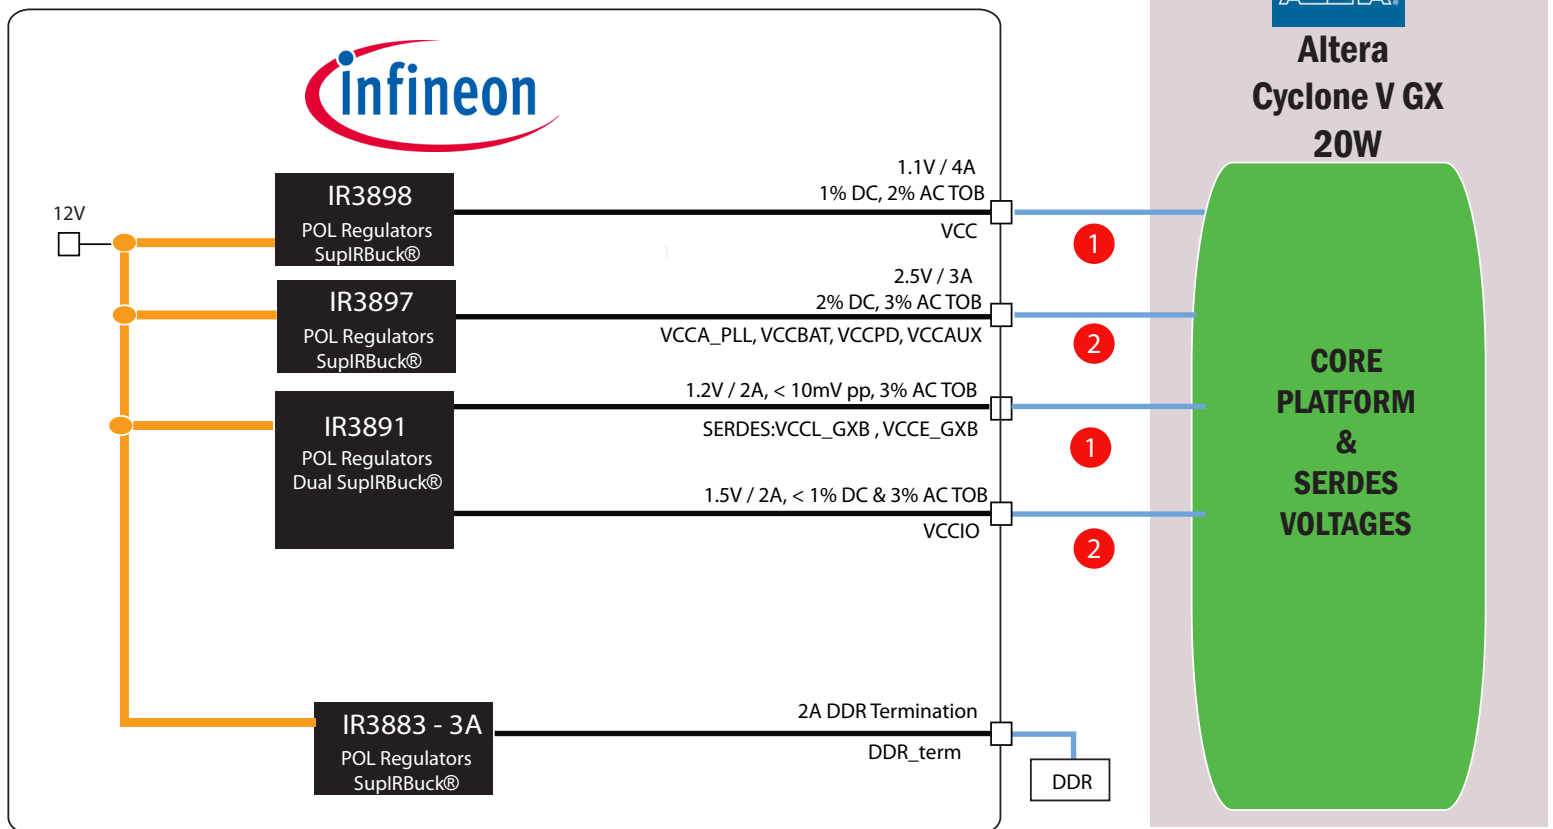 infineon
Altera
Cyclone V GX
20W
12V
IR3898
POL Regulators
SupIRBuck®
1.1V / 4A
1% DC, 2% AC TOB
VCC
1
1
IR3897
POL Regulators
SupIRBuck®
2.5V / 3A
2% DC, 3% AC TOB
VCCA_PLL, VCCBAT, VCCPD, VCCAUX
2
IR3891
POL Regulators
Dual SupIRBuck®
1.2V / 2A, < 10mV pp, 3% AC TOB
SERDES:VCCL_GXB , VCCE_GXB
1
1.5V / 2A, < 1% DC & 3% AC TOB
VCCIO
2
CORE
PLATFORM
&
SERDES
VOLTAGES
IR3883 - 3A
POL Regulators
SupIRBuck®
2A DDR Termination
DDR_term
DDR